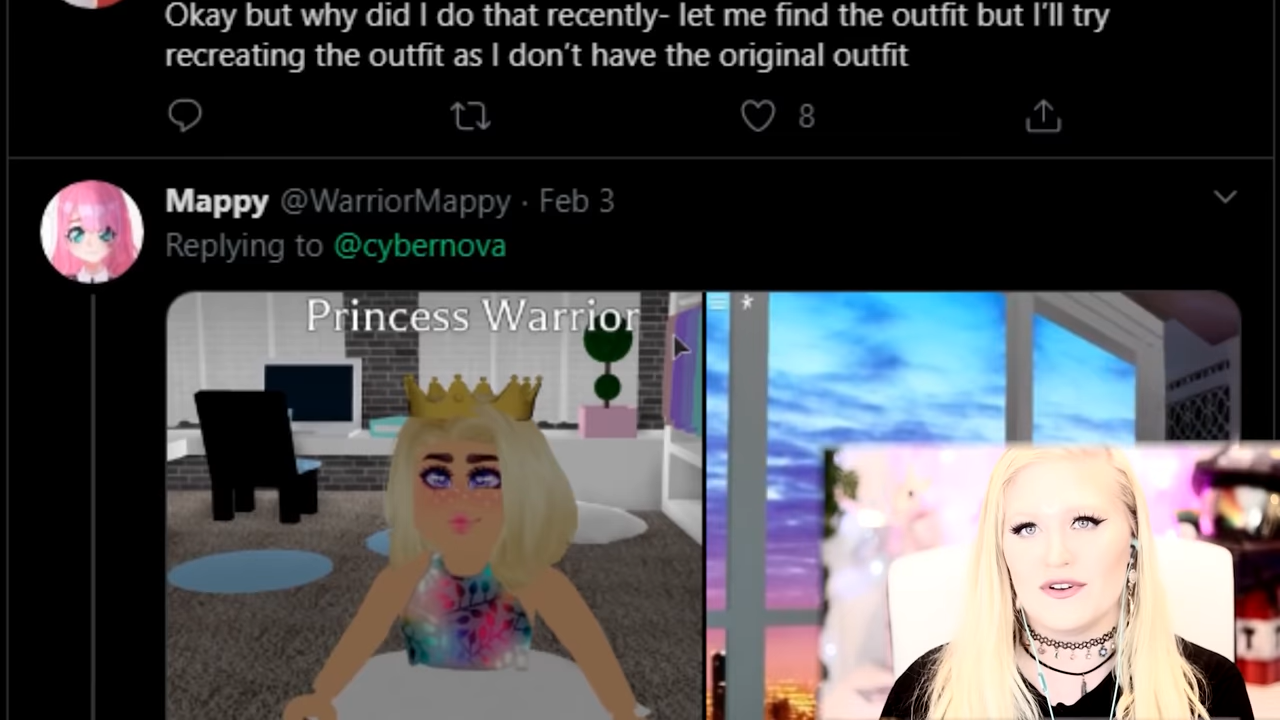 Okay but why did I do that recently- let me find the outfit but I'll try
recreating the outfit as I don't have the original outfit
8
Mappy @WarriorMappy · Feb 3
Replying to @cybernova
Princess Warrior
T